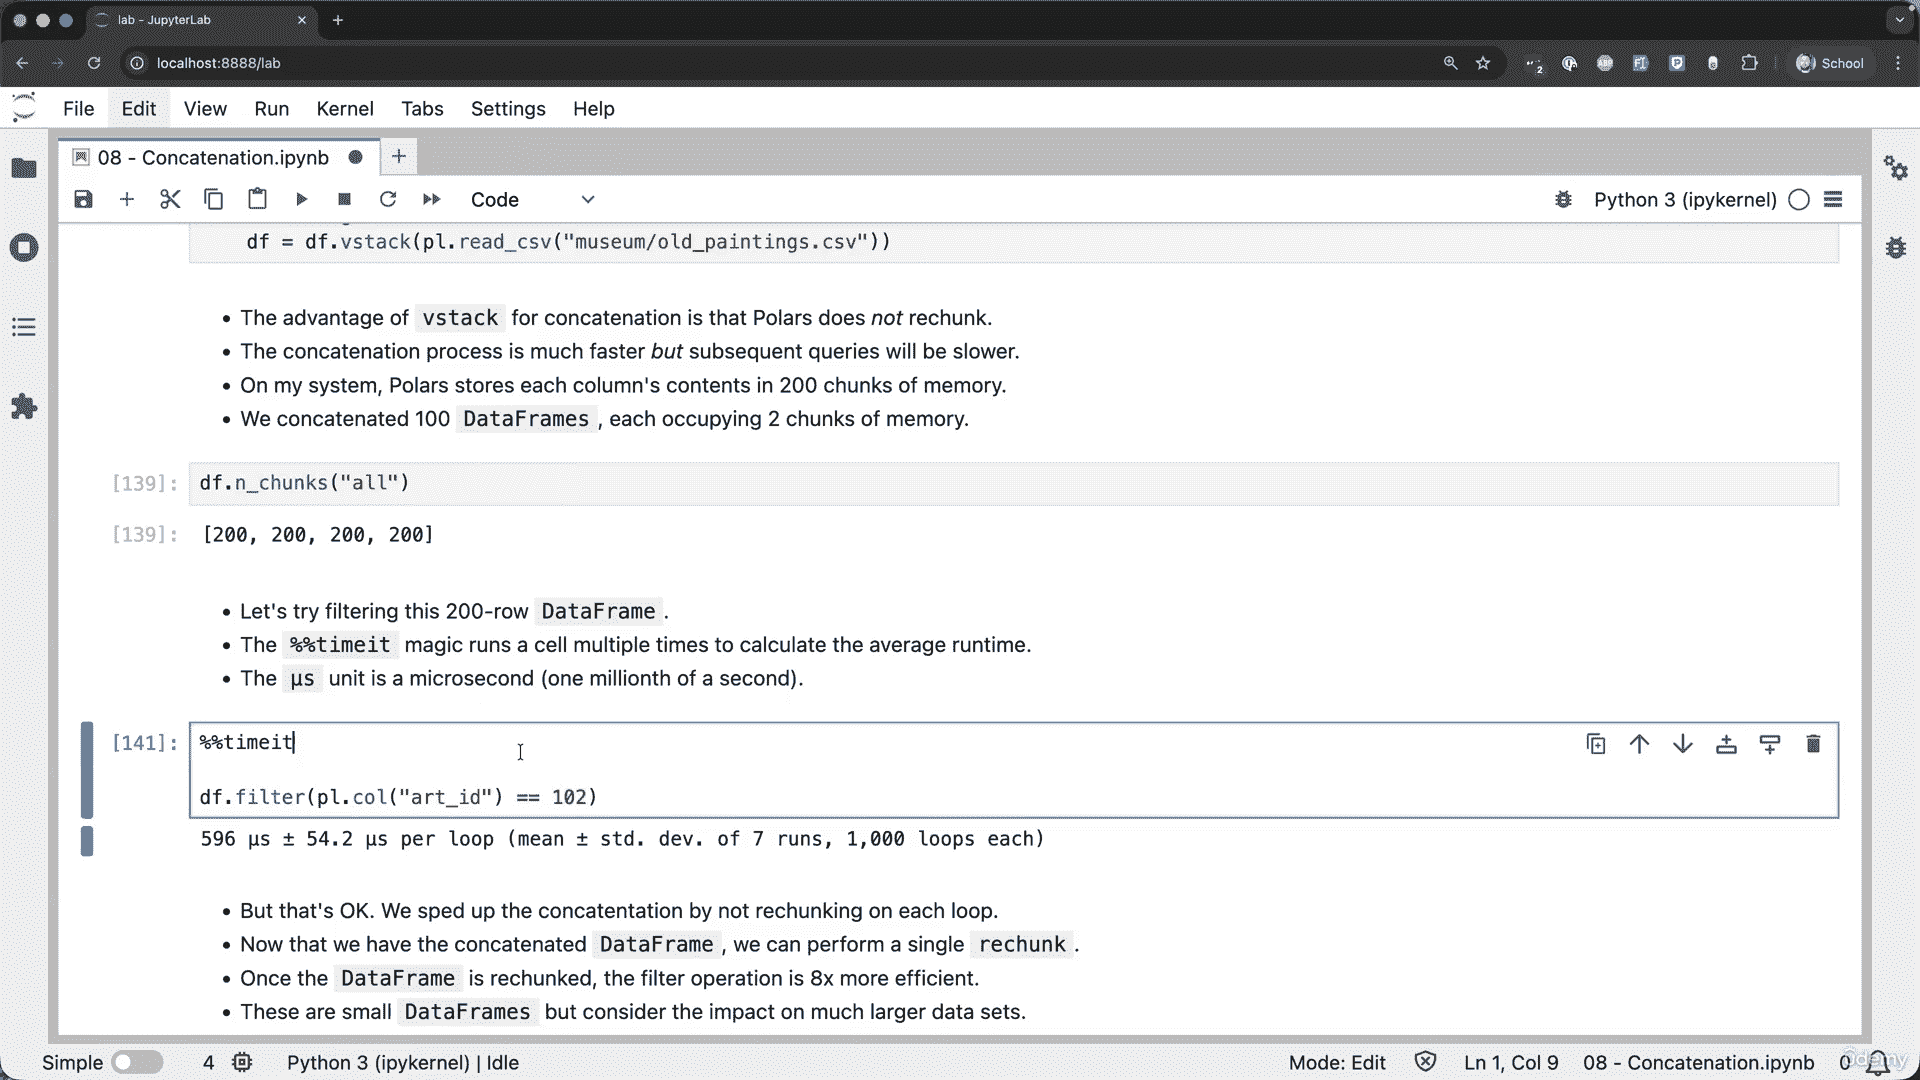 lab - JupyterLab
localhost:8888/lab
2
School
File Edit View Run Kernel Tabs Settings Help
08 - Concatenation.ipynb
Code
Python 3 (ipykernel)
df = df.vstack(pl.read_csv("museum/old_paintings.csv"))
• The advantage of vstack for concatenation is that Polars does not rechunk.
• The concatenation process is much faster but subsequent queries will be slower.
• On my system, Polars stores each column's contents in 200 chunks of memory.
• We concatenated 100 DataFrames , each occupying 2 chunks of memory.
[139]: df.n_chunks("all")
[139]: [200, 200, 200, 200]
• Let's try filtering this 200-row DataFrame .
• The %%timeit magic runs a cell multiple times to calculate the average runtime.
• The µs unit is a microsecond (one millionth of a second).
[141]: %%timeit
df.filter(pl.col("art_id") == 102)
596 µs ± 54.2 µs per loop (mean ± std. dev. of 7 runs, 1,000 loops each)
• But that's OK. We sped up the concatentation by not rechunking on each loop.
• Now that we have the concatenated DataFrame , we can perform a single rechunk .
• Once the DataFrame is rechunked, the filter operation is 8x more efficient.
• These are small DataFrames but consider the impact on much larger data sets.
Simple 4 Python 3 (ipykernel) | Idle Mode: Edit Ln 1, Col 9 08 - Concatenation.ipynb 0
udemy